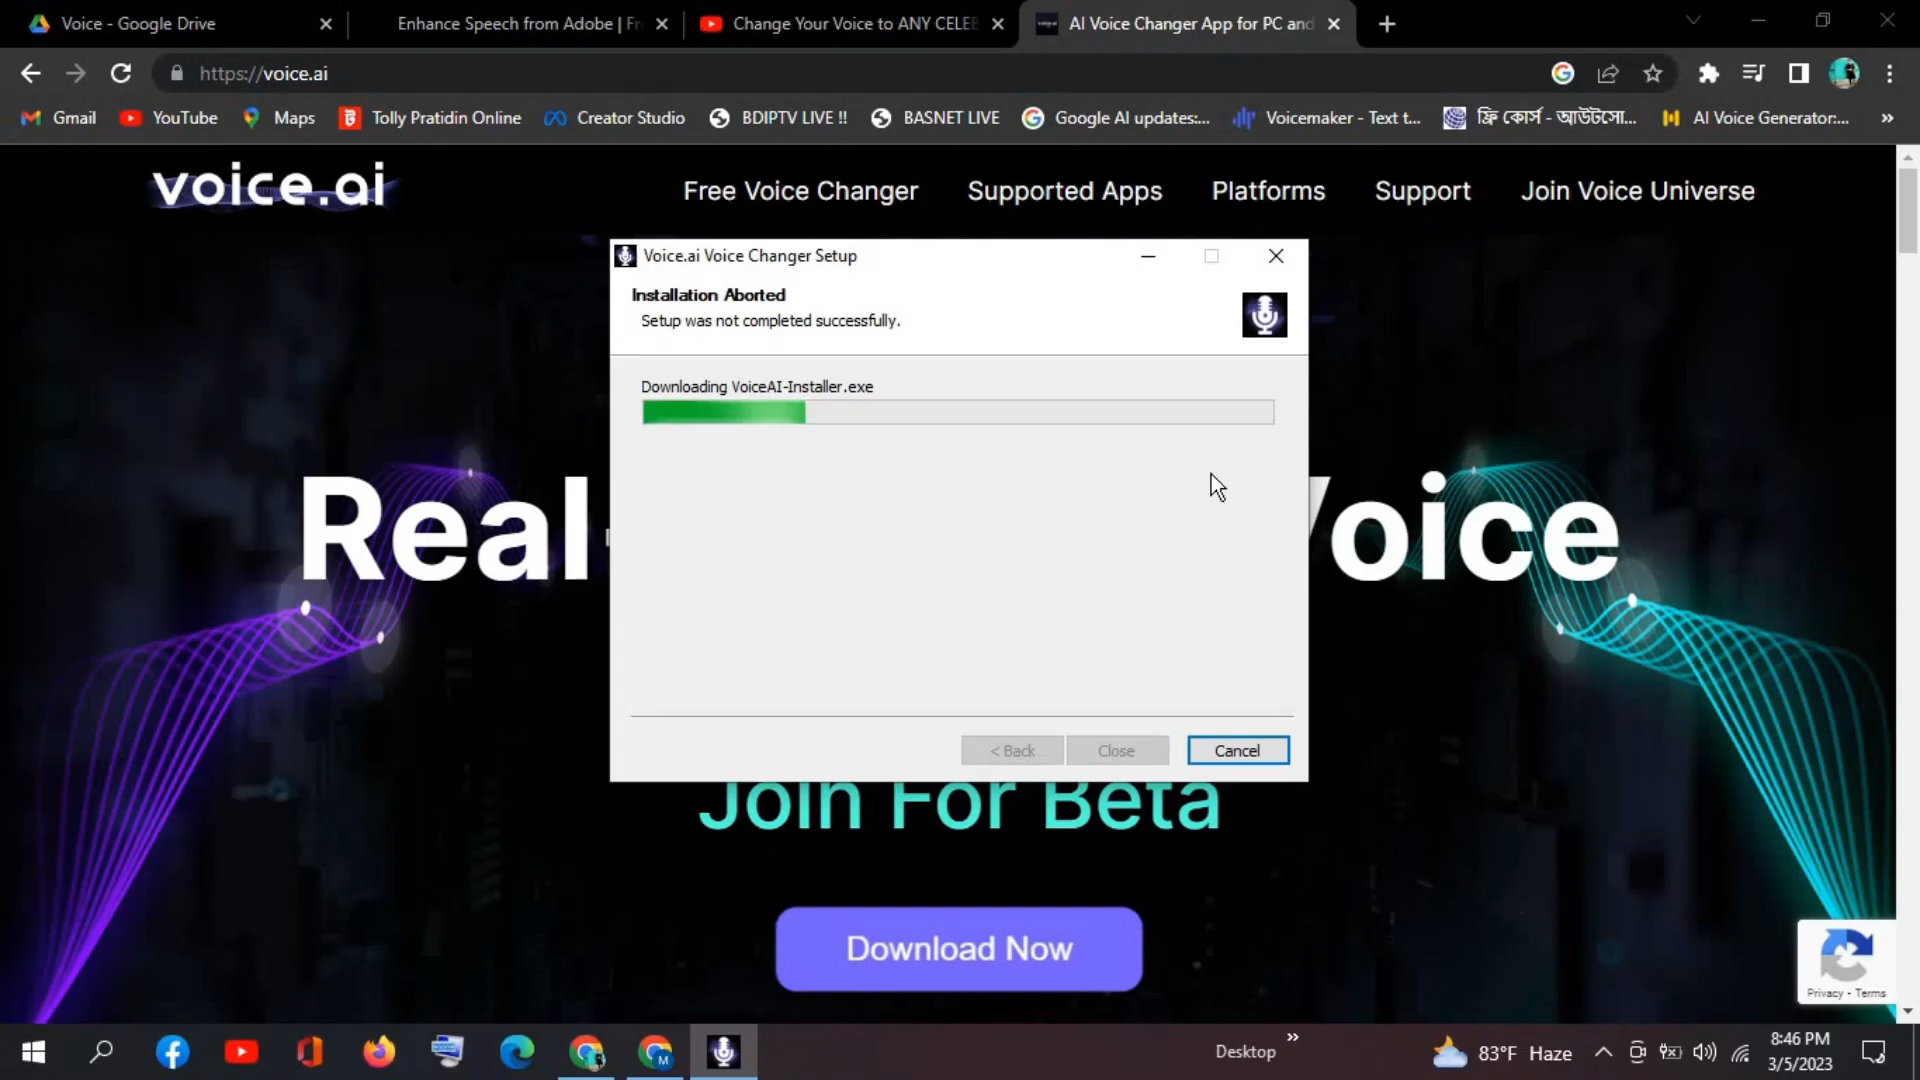 Voice - Google Drive
Enhance Speech from Adobe | Fr
Change Your Voice to ANY CELEB
AI Voice Changer App for PC and
https://voice.ai
Gmail
YouTube
Maps
Tolly Pratidin Online
Creator Studio
BDIPTV LIVE !!
BASNET LIVE
Google AI updates:...
Voicemaker - Text t...
ফ্রি কোর্স - আউটসো...
AI Voice Generator:...
»
voice.ai
Free Voice Changer
Supported Apps
Platforms
Support
Join Voice Universe
Voice.ai Voice Changer Setup
Installation Aborted
Setup was not completed successfully.
Downloading VoiceAI-Installer.exe
Real-
Voice
< Back
Close
Cancel
Join For Beta
Download Now
Privacy - Terms
Desktop
»
83°F Haze
8:46 PM
3/5/2023